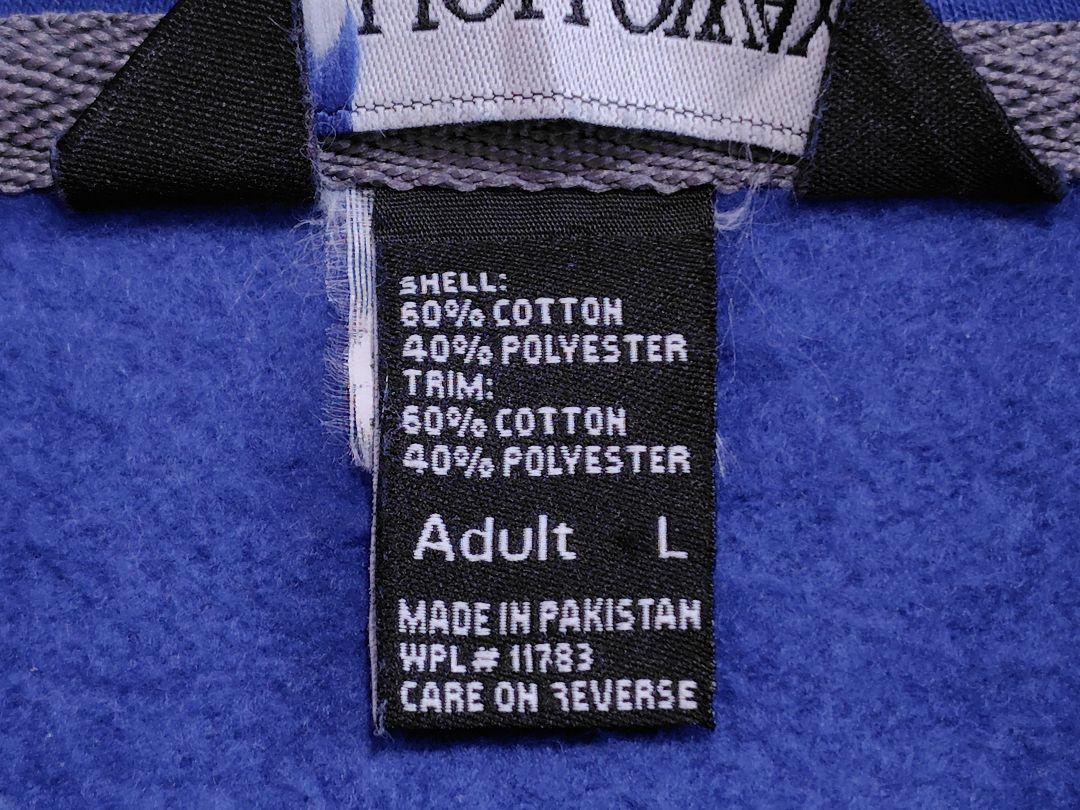 SHELL:
60% COTTON
40% POLYESTER
TRIM:
60% COTTON
40% POLYESTER
Adult L
MADE IN PAKISTAN
WPL# 11783
CARE ON REVERSE